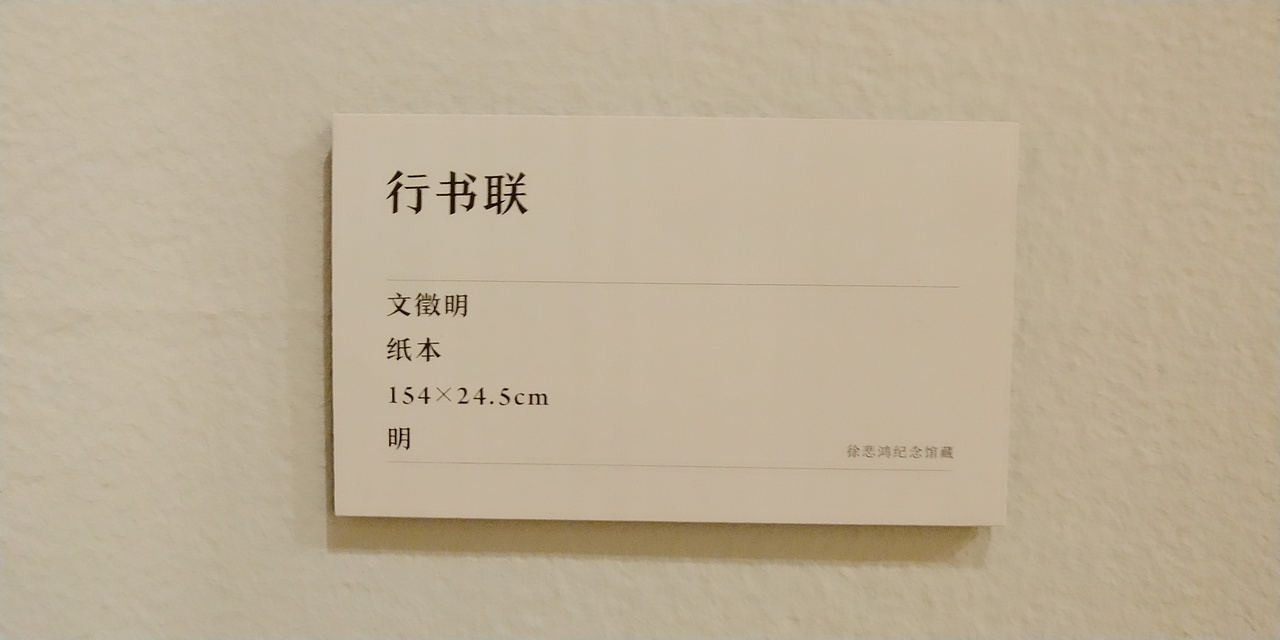 行书联
文徵明
纸本
154×24.5cm
明
徐悲鸿纪念馆藏